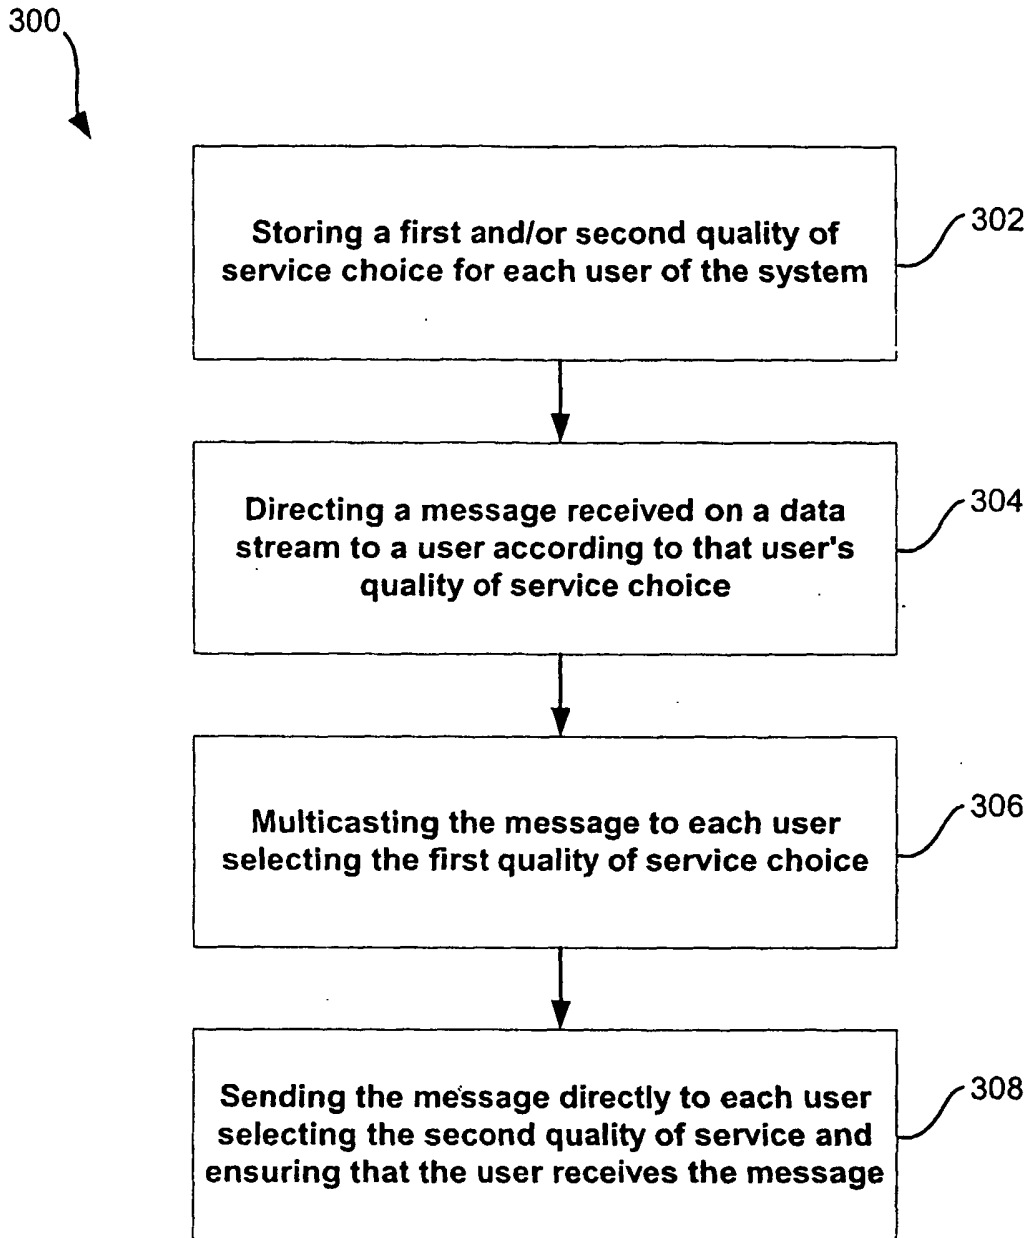 300
Storing a first and/or second quality of
service choice for each user of the system
302
Directing a message received on a data
stream to a user according to that user's
quality of service choice
304
Multicasting the message to each user
selecting the first quality of service choice
306
Sending the message directly to each user
selecting the second quality of service and
ensuring that the user receives the message
308